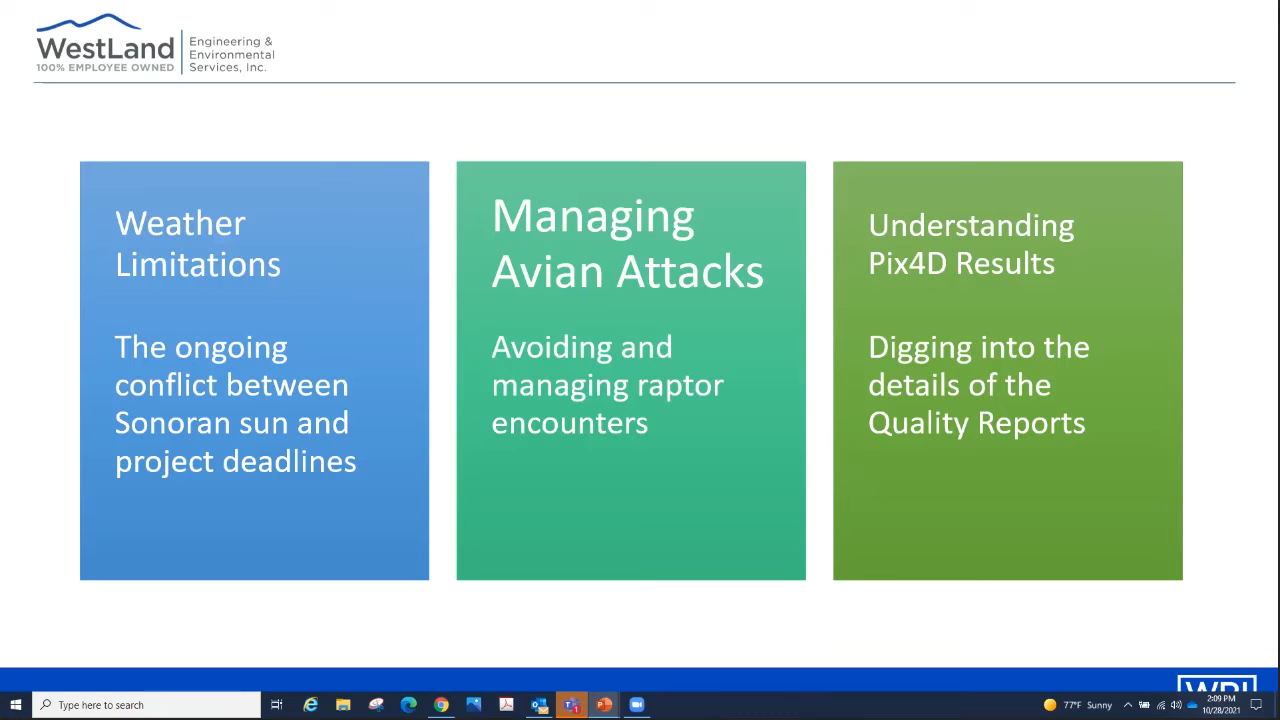 WestLand
100% EMPLOYEE OWNED
Engineering &
Environmental
Services, Inc.
Weather
Limitations
The ongoing
conflict between
Sonoran sun and
project deadlines
Managing
Avian Attacks
Avoiding and
managing raptor
encounters
Understanding
Pix4D Results
Digging into the
details of the
Quality Reports
Type here to search
1
77°F Sunny
2:09 PM
10/28/2021